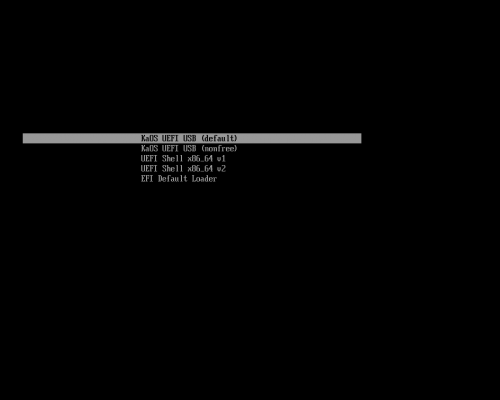 KaOS UEFI USB (default)
KaOS UEFI USB (nonfree)
UEFI Shell x86_64 v1
UEFI Shell x86_64 v2
EFI Default Loader